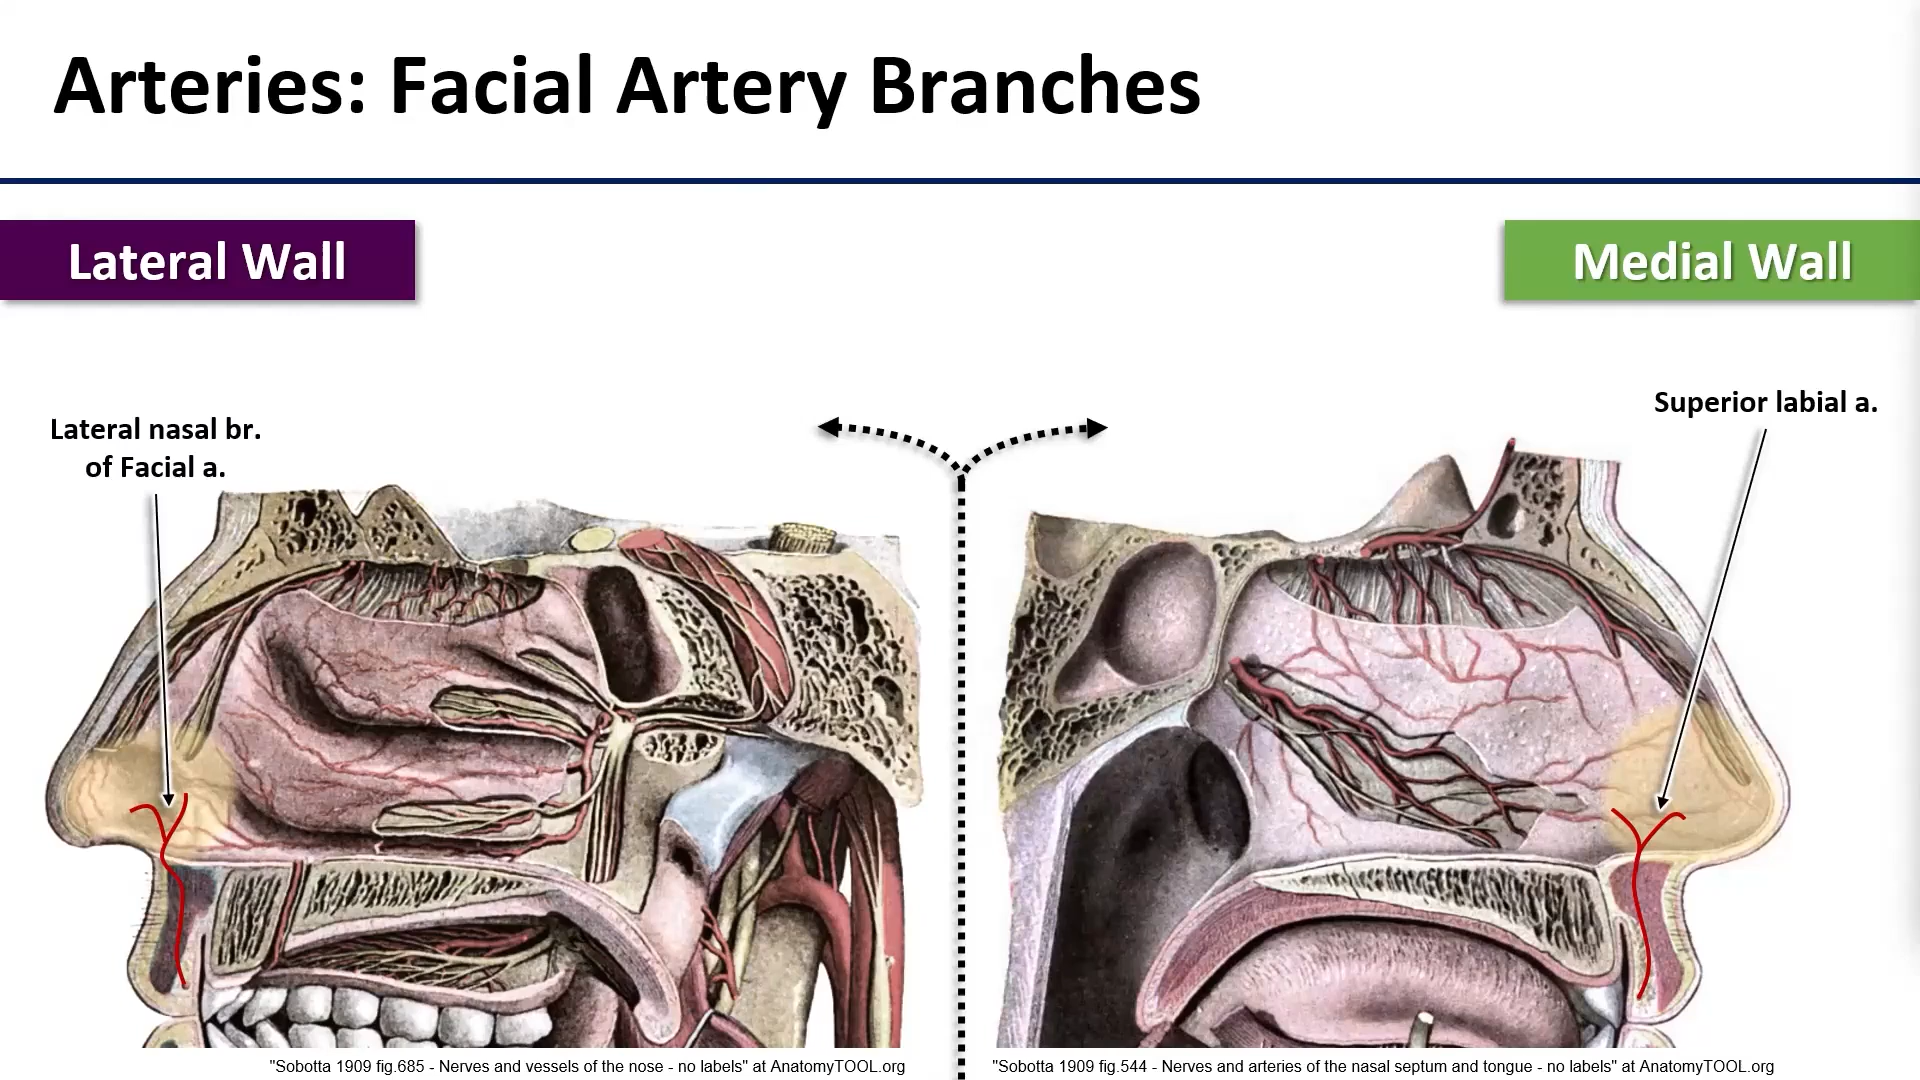 Arteries: Facial Artery Branches
Lateral Wall
Medial Wall
Lateral nasal br.
of Facial a.
Superior labial a.
"Sobotta 1909 fig.685 - Nerves and vessels of the nose - no labels" at AnatomyTOOL.org
"Sobotta 1909 fig.544 - Nerves and arteries of the nasal septum and tongue - no labels" at AnatomyTOOL.org